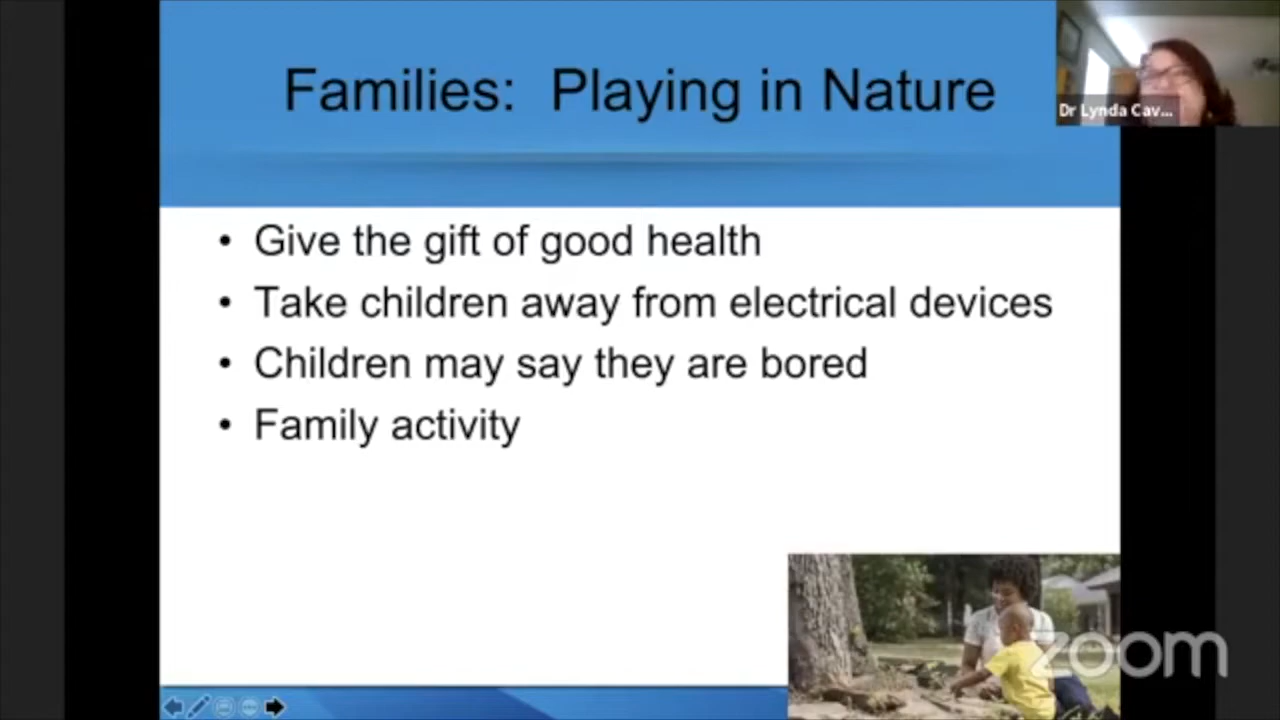 Families: Playing in Nature
Dr Lynda Cav...
• Give the gift of good health
• Take children away from electrical devices
• Children may say they are bored
• Family activity
zoom